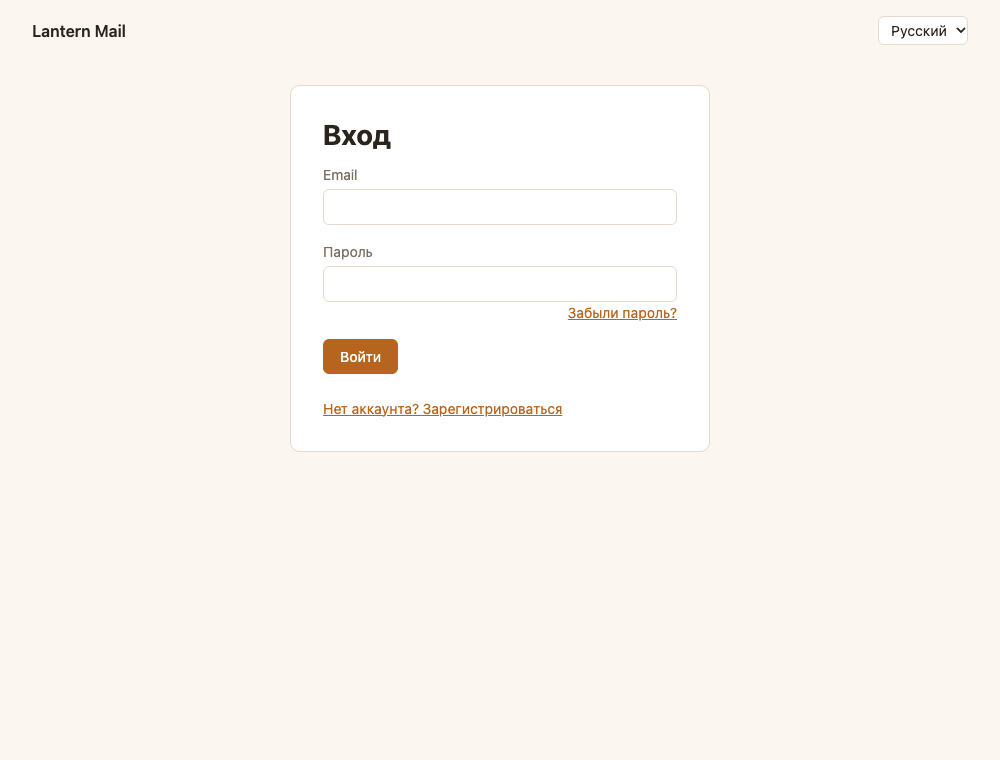 Lantern Mail
Русский
Вход
Email
Пароль
Забыли пароль?
Войти
Нет аккаунта? Зарегистрироваться